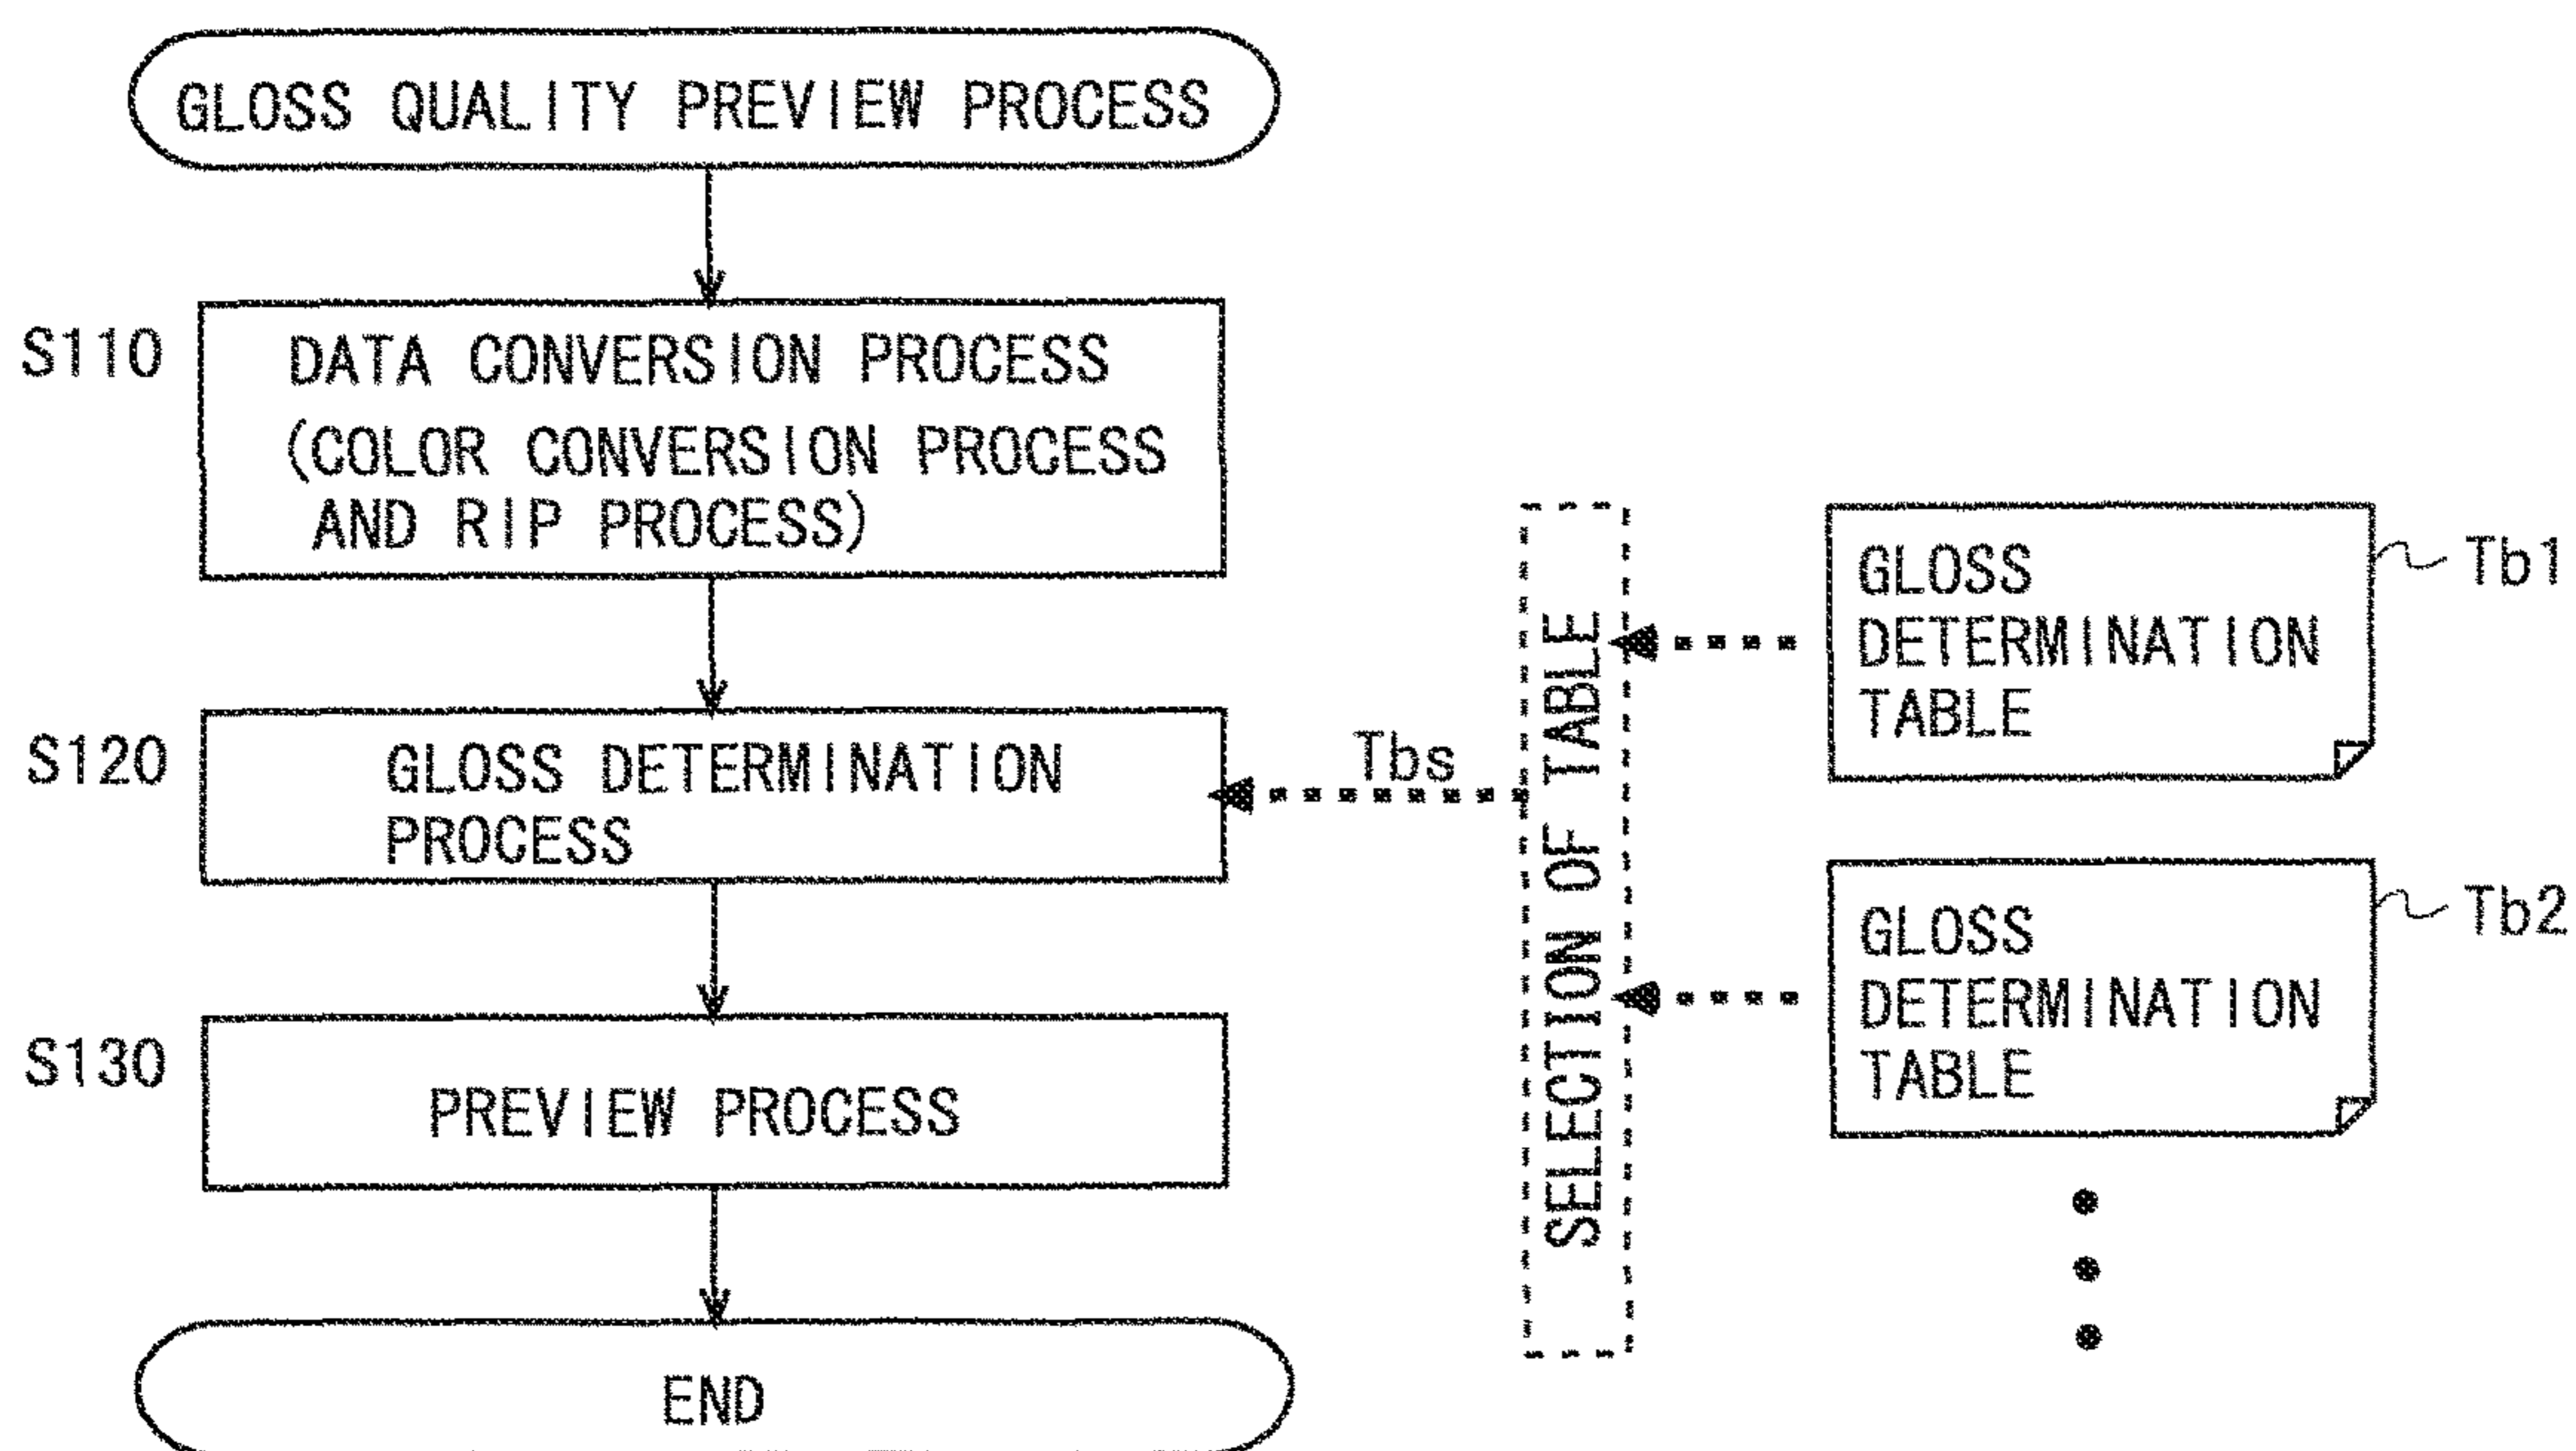 GLOSS QUALITY PREVIEW PROCESS
S110
DATA CONVERSION PROCESS
(COLOR CONVERSION PROCESS
AND RIP PROCESS)
S120
GLOSS DETERMINATION
PROCESS
Tbs
SELECTION OF TABLE
GLOSS
DETERMINATION
TABLE
Tb1
GLOSS
DETERMINATION
TABLE
Tb2
S130
PREVIEW PROCESS
END